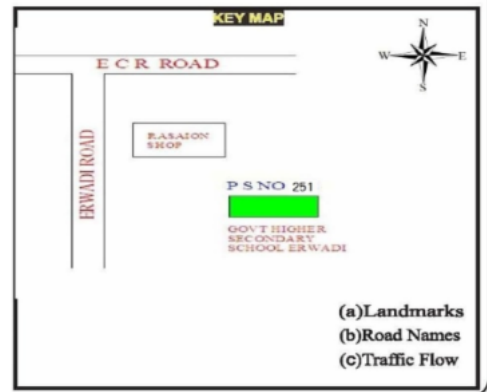 KEY MAP
N
W E
S
E C R ROAD
ERWADI ROAD
RASAION
SHOP
P S NO 251
GOVT HIGHER
SECONDARY
SCHOOL ERWADI
(a)Landmarks
(b)Road Names
(c)Traffic Flow